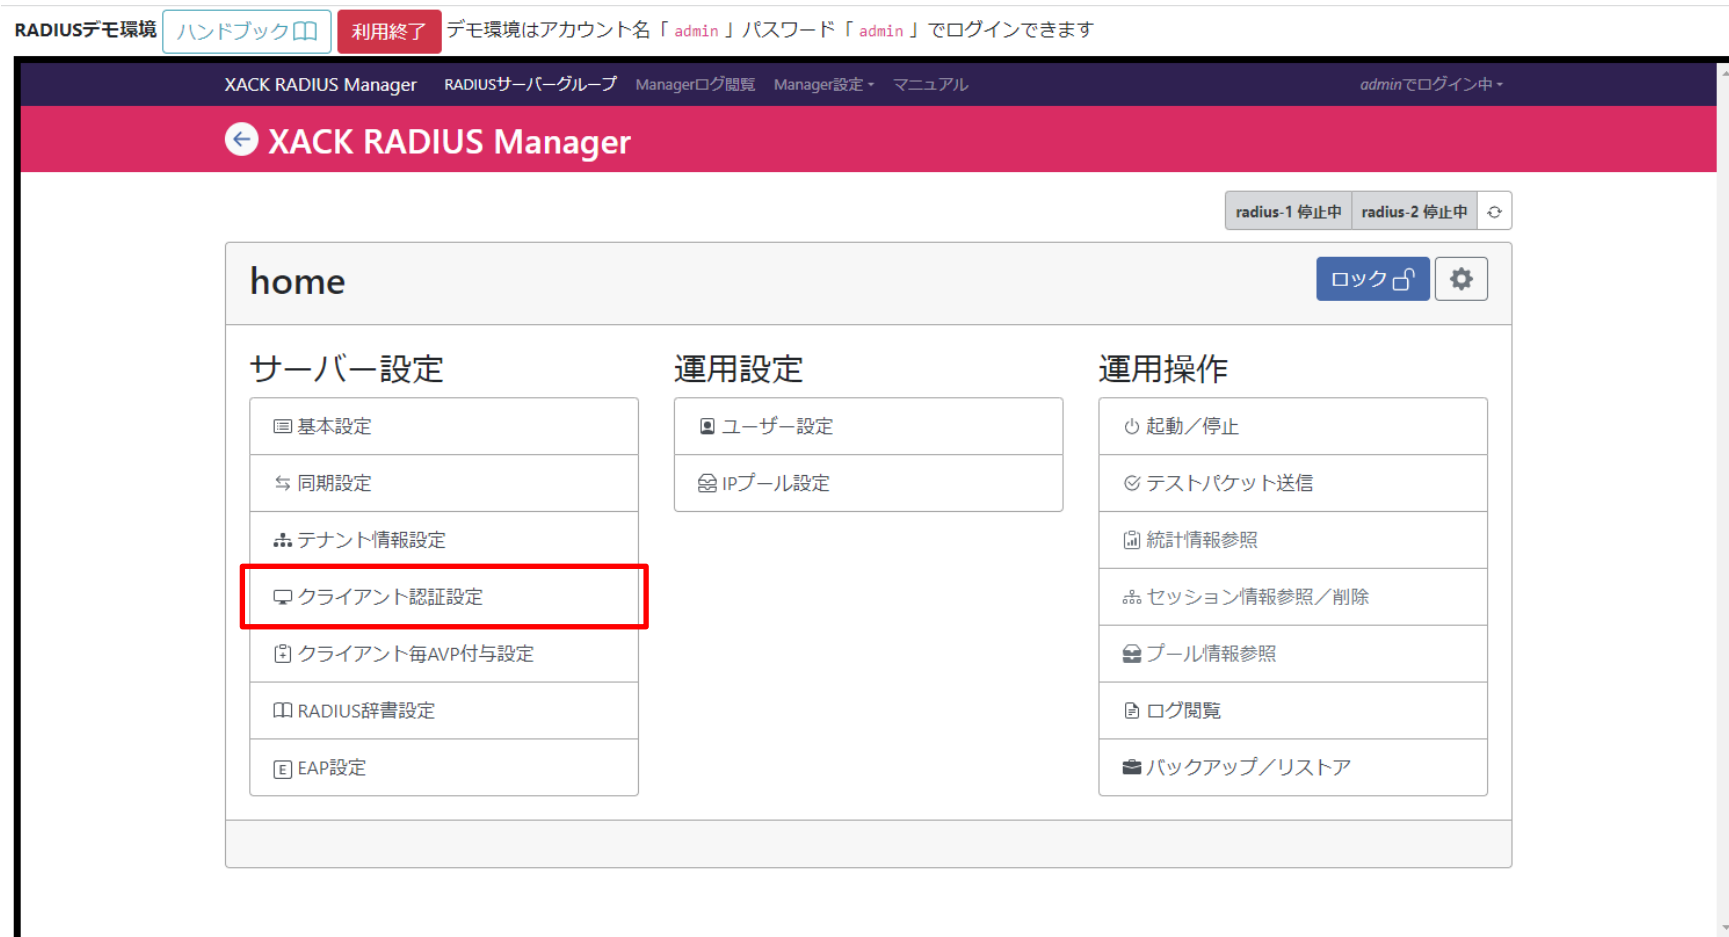 RADIUSデモ環境 ハンドブック 利用終了 デモ環境はアカウント名「 admin 」パスワード「 admin 」でログインできます
XACK RADIUS Manager RADIUSサーバーグループ Managerログ閲覧 Manager設定 マニュアル adminでログイン中
XACK RADIUS Manager
radius-1 停止中 radius-2 停止中
home ロック
サーバー設定
基本設定
同期設定
テナント情報設定
クライアント認証設定
クライアント毎AVP付与設定
RADIUS辞書設定
EAP設定
運用設定
ユーザー設定
IPプール設定
運用操作
起動／停止
テストパケット送信
統計情報参照
セッション情報参照／削除
プール情報参照
ログ閲覧
バックアップ／リストア